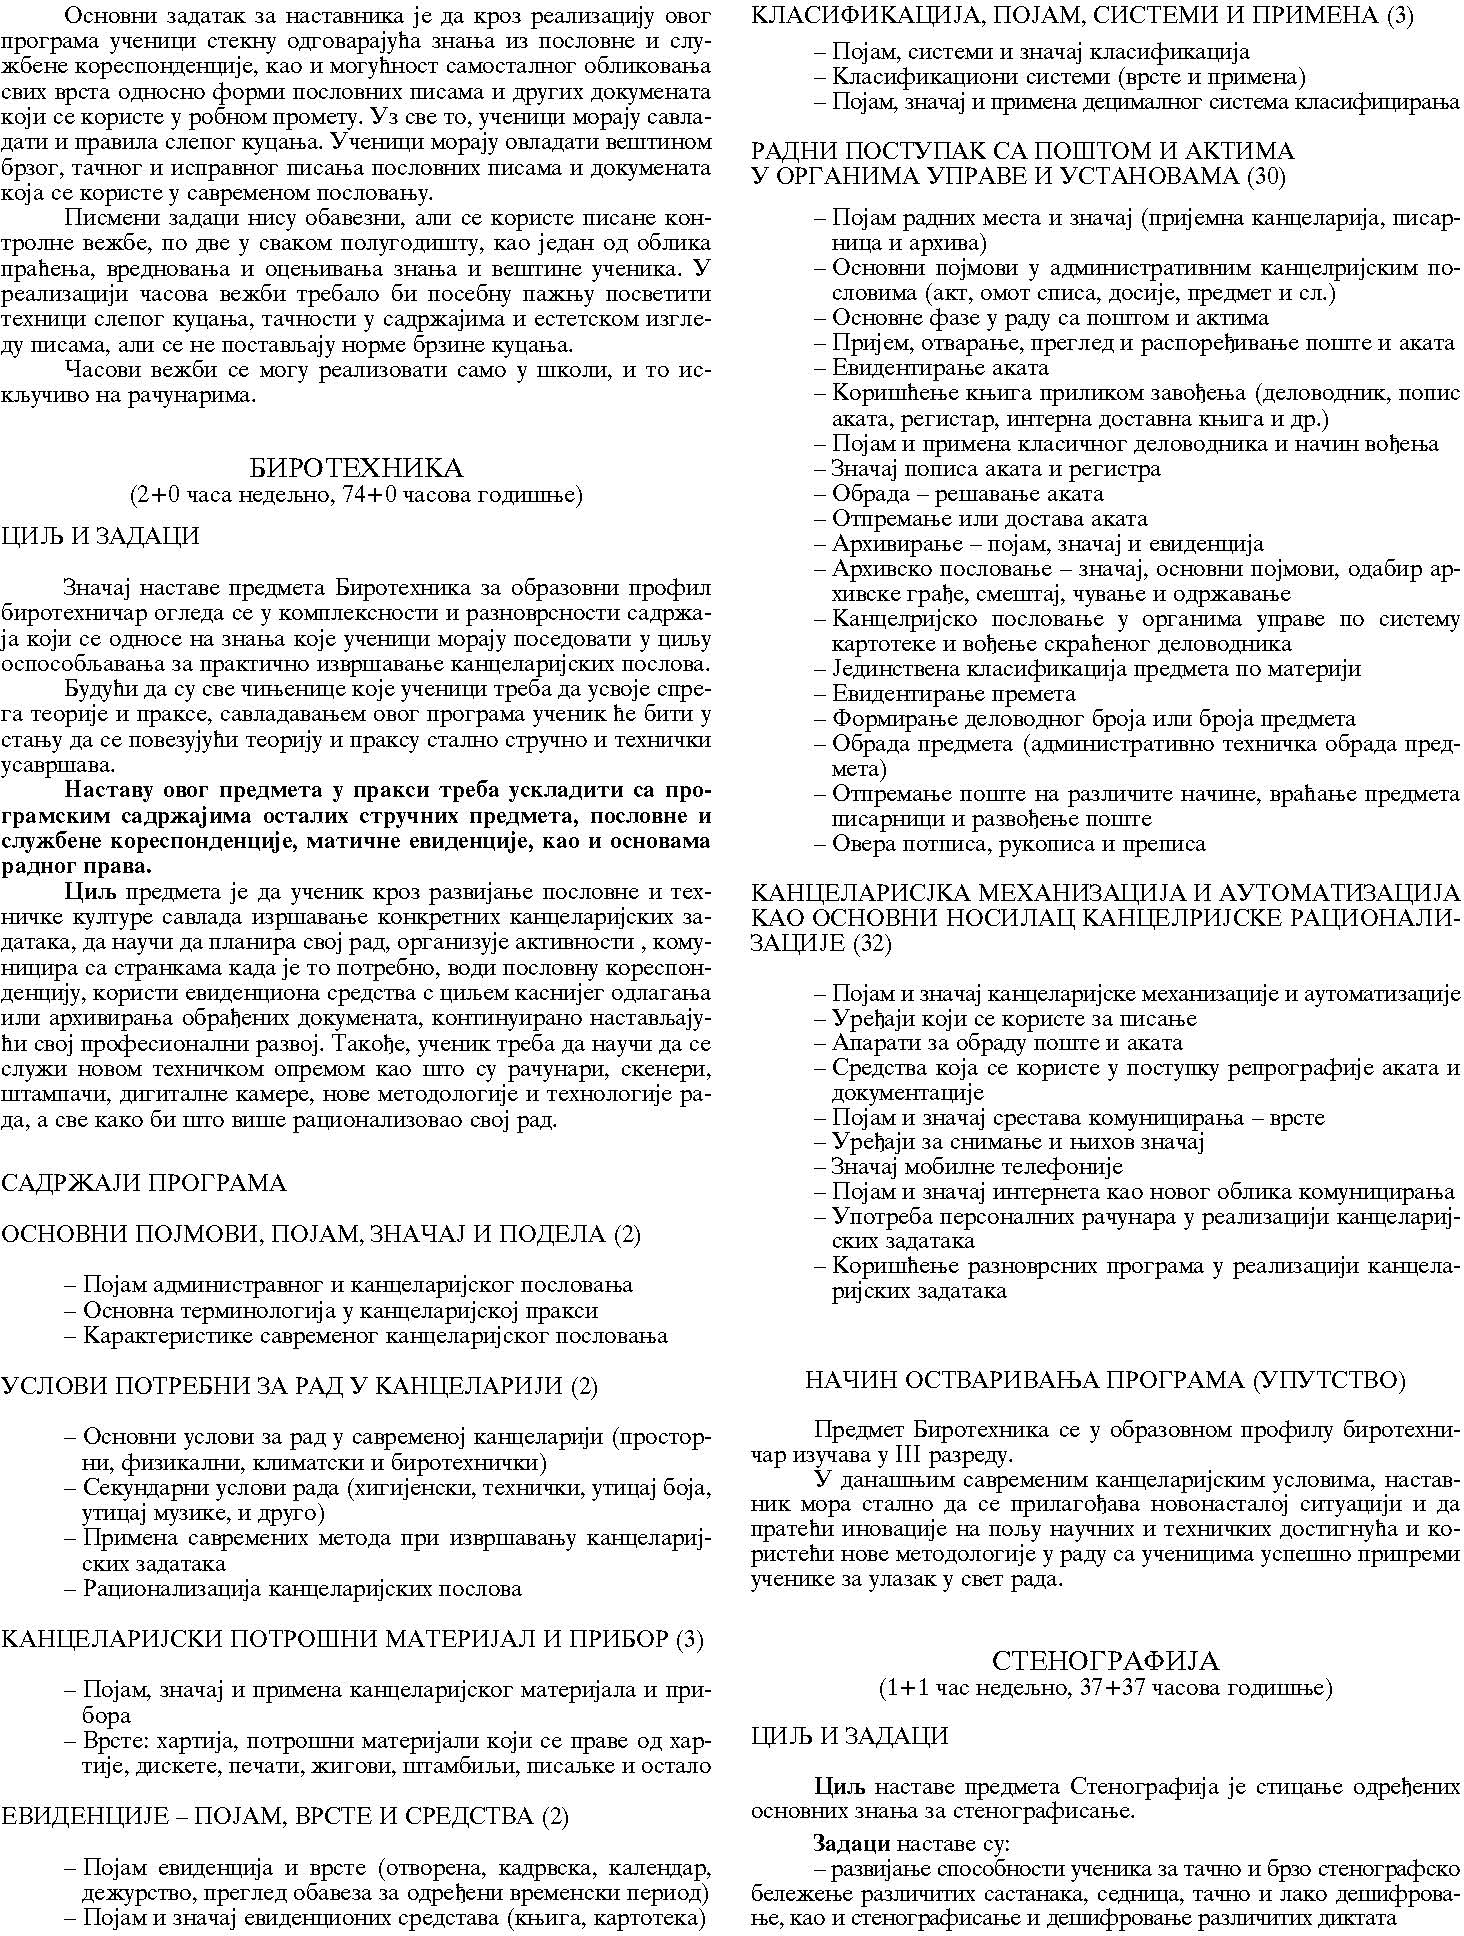 Основни задатак за наставника је да кроз реализацију овог
програма ученици стекну одговарајућа знања из пословне и слу-
жбене кореспонденције, као и могућност самосталног обликовања
свих врста односно форми пословних писама и других докумената
који се користе у робном промету. Уз све то, ученици морају савла-
дати и правила слепог куцања. Ученици морају овладати вештином
брзог, тачног и исправног писања пословних писама и докумената
која се користе у савременом пословању.
Писмени задаци нису обавезни, али се користе писане кон-
тролне вежбе, по две у сваком полугодишту, као један од облика
праћења, вредновања и оцењивања знања и вештине ученика. У
реализацији часова вежби требало би посебну пажњу посветити
техници слепог куцања, тачности у садржајима и естетском изгле-
ду писама, али се не постављају норме брзине куцања.
Часови вежби се могу реализовати само у школи, и то ис-
кључиво на рачунарима.
БИРОТЕХНИКА
(2+0 часа недељно, 74+0 часова годишње)
ЦИЉ И ЗАДАЦИ
Значај наставе предмета Биротехника за образовни профил
биротехничар огледа се у комплексности и разноврсности садржа-
ја који се односе на знања које ученици морају поседовати у циљу
оспособљавања за практично извршавање канцеларијских послова.
Будући да су све чињенице које ученици треба да усвоје спре-
га теорије и праксе, савладавањем овог програма ученик ће бити у
стању да се повезујући теорију и праксу стално стручно и технички
усавршава.
Наставу овог предмета у пракси треба ускладити са про-
грамским садржајима осталих стручних предмета, пословне и
службене кореспонденције, матичне евиденције, као и основама
радног права.
Циљ предмета је да ученик кроз развијање пословне и тех-
ничке културе савлада изршавање конкретних канцеларијских за-
датака, да научи да планира свој рад, организује активности , кому-
ницира са странкама када је то потребно, води пословну кореспон-
денцију, користи евиденциона средства с циљем каснијег одлагања
или архивирања обрађених докумената, континуирано настављају-
ћи свој професионални развој. Такође, ученик треба да научи да се
служи новом техничком опремом као што су рачунари, скенери,
штампачи, дигиталне камере, нове методологије и технологије ра-
да, а све како би што више рационализовао свој рад.
САДРЖАЈИ ПРОГРАМА
ОСНОВНИ ПОЈМОВИ, ПОЈАМ, ЗНАЧАЈ И ПОДЕЛА (2)
– Појам администравног и канцеларијског пословања
– Основна терминологија у канцеларијској пракси
– Карактеристике савременог канцеларијског пословања
УСЛОВИ ПОТРЕБНИ ЗА РАД У КАНЦЕЛАРИЈИ (2)
– Основни услови за рад у савременој канцеларији (простор-
ни, физикални, климатски и биротехнички)
– Секундарни услови рада (хигијенски, технички, утицај боја,
утицај музике, и друго)
– Примена савремених метода при извршавању канцелариј-
ских задатака
– Рационализација канцеларијских послова
КАНЦЕЛАРИЈСКИ ПОТРОШНИ МАТЕРИЈАЛ И ПРИБОР (3)
– Појам, значај и примена канцеларијског материјала и при-
бора
– Врсте: хартија, потрошни материјали који се праве од хар-
тије, дискете, печати, жигови, штамбиљи, писаљке и остало
ЕВИДЕНЦИЈЕ – ПОЈАМ, ВРСТЕ И СРЕДСТВА (2)
– Појам евиденција и врсте (отворена, кадрвска, календар,
дежурство, преглед обавеза за одређени временски период)
– Појам и значај евиденционих средстава (књига, картотека)
КЛАСИФИКАЦИЈА, ПОЈАМ, СИСТЕМИ И ПРИМЕНА (3)
– Појам, системи и значај класификација
– Класификациони системи (врсте и примена)
– Појам, значај и примена децималног система класифицирања
РАДНИ ПОСТУПАК СА ПОШТОМ И АКТИМА
У ОРГАНИМА УПРАВЕ И УСТАНОВАМА (30)
– Појам радних места и значај (пријемна канцеларија, писар-
ница и архива)
– Основни појмови у административним канцелријским по-
словима (акт, омот списа, досије, предмет и сл.)
– Основне фазе у раду са поштом и актима
– Пријем, отварање, преглед и распоређивање поште и аката
– Евидентирање аката
– Коришћење књига приликом завођења (деловодник, попис
аката, регистар, интерна доставна књига и др.)
– Појам и примена класичног деловодника и начин вођења
– Значај пописа аката и регистра
– Обрада – решавање аката
– Отпремање или достава аката
– Архивирање – појам, значај и евиденција
– Архивско пословање – значај, основни појмови, одабир ар-
хивске грађе, смештај, чување и одржавање
– Канцелријско пословање у органима управе по систему
картотеке и вођење скраћеног деловодника
– Јединствена класификација предмета по материји
– Евидентирање премета
– Формирање деловодног броја или броја предмета
– Обрада предмета (административно техничка обрада пред-
мета)
– Отпремање поште на различите начине, враћање предмета
писарници и развођење поште
– Овера потписа, рукописа и преписа
КАНЦЕЛАРИСЈКА МЕХАНИЗАЦИЈА И АУТОМАТИЗАЦИЈА
КАО ОСНОВНИ НОСИЛАЦ КАНЦЕЛРИЈСКЕ РАЦИОНАЛИ-
ЗАЦИЈЕ (32)
– Појам и значај канцеларијске механизације и аутоматизације
– Уређаји који се користе за писање
– Апарати за обраду поште и аката
– Средства која се користе у поступку репрографије аката и
документације
– Појам и значај срестава комуницирања – врсте
– Уређаји за снимање и њихов значај
– Значај мобилне телефоније
– Појам и значај интернета као новог облика комуницирања
– Употреба персоналних рачунара у реализацији канцелариј-
ских задатака
– Коришћење разноврсних програма у реализацији канцела-
ријских задатака
НАЧИН ОСТВАРИВАЊА ПРОГРАМА (УПУТСТВО)
Предмет Биротехника се у образовном профилу биротехни-
чар изучава у III разреду.
У данашњим савременим канцеларијским условима, настав-
ник мора стално да се прилагођава новонасталој ситуацији и да
пратећи иновације на пољу научних и техничких достигнућа и ко-
ристећи нове методологије у раду са ученицима успешно припреми
ученике за улазак у свет рада.
СТЕНОГРАФИЈА
(1+1 час недељно, 37+37 часова годишње)
ЦИЉ И ЗАДАЦИ
Циљ наставе предмета Стенографија је стицање одређених
основних знања за стенографисање.
Задаци наставе су:
– развијање способности ученика за тачно и брзо стенографско
бележење различитих састанака, седница, тачно и лако дешифрова-
ње, као и стенографисање и дешифровање различитих диктата